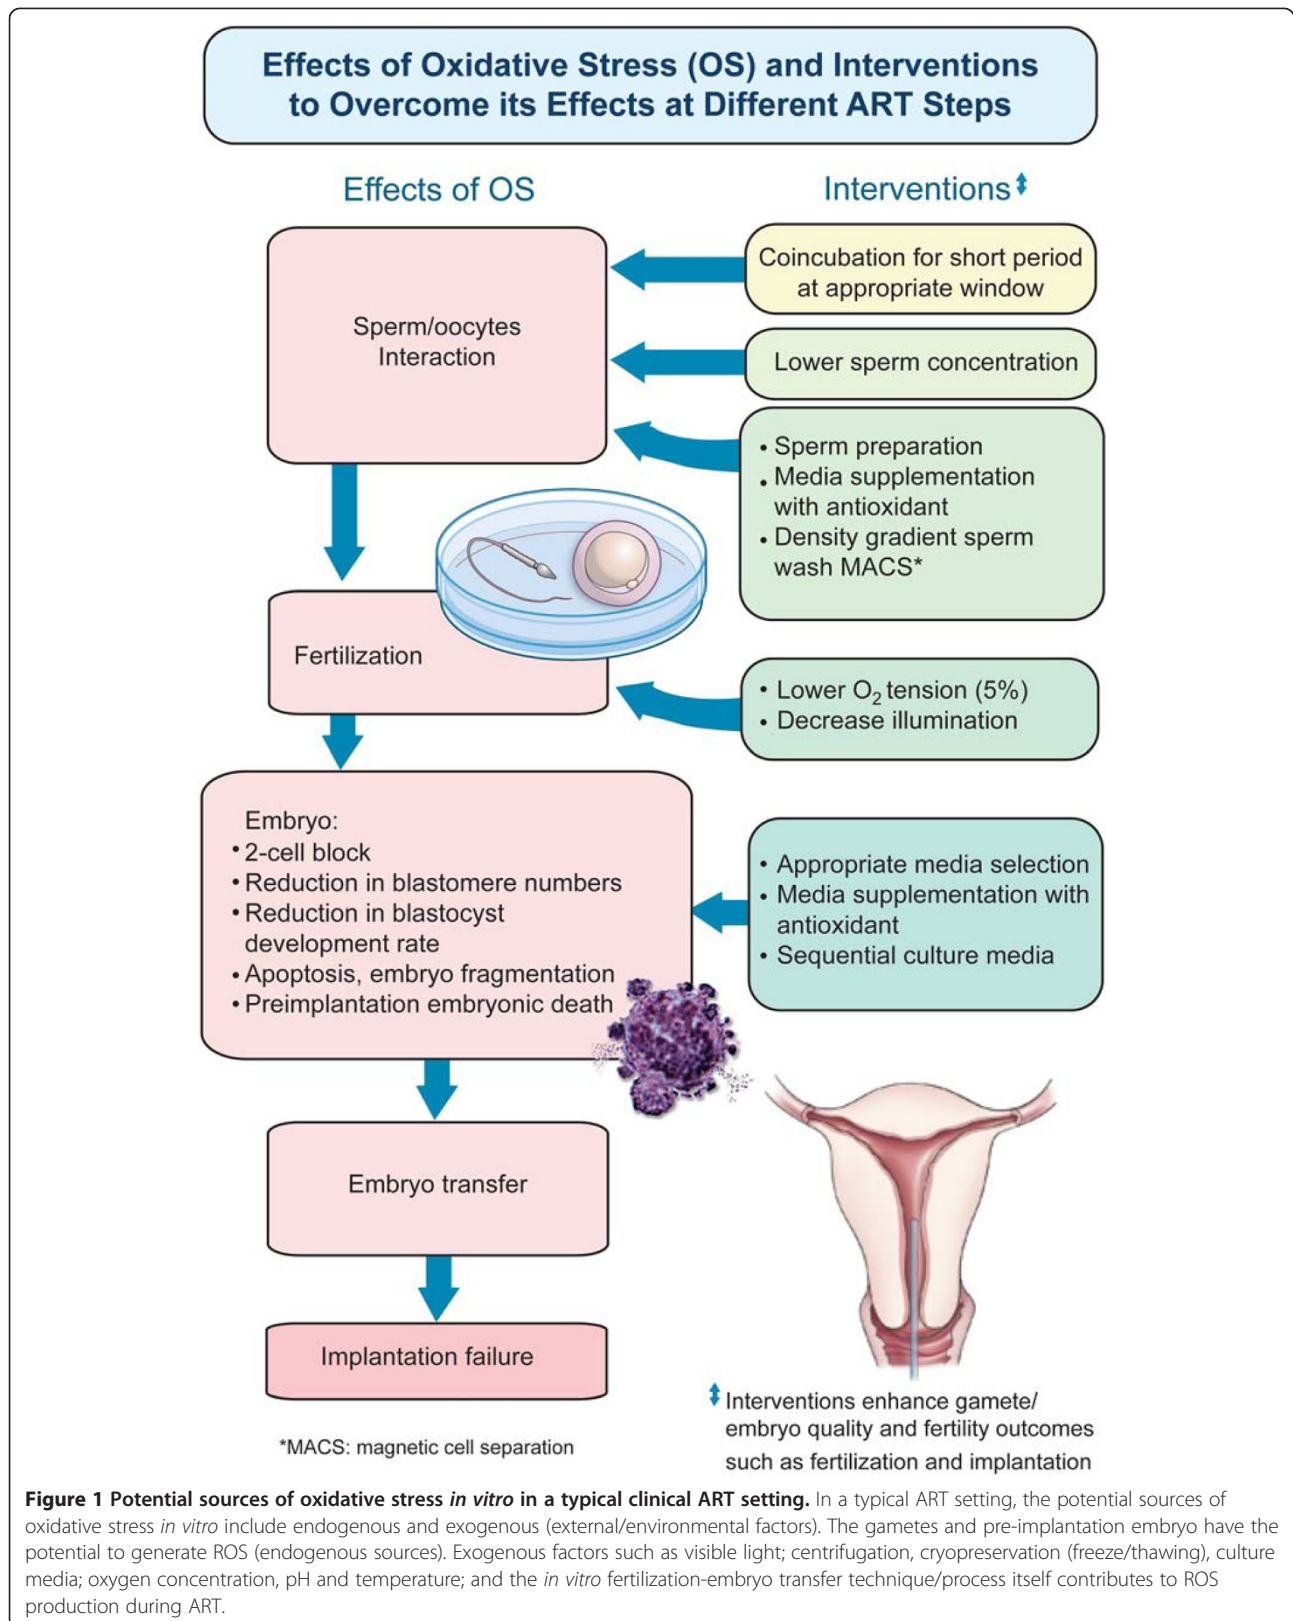 Effects of Oxidative Stress (OS) and Interventions
to Overcome its Effects at Different ART Steps
Effects of OS
Interventions⇕
Sperm/oocytes
Interaction
Coincubation for short period
at appropriate window
Lower sperm concentration
• Sperm preparation
• Media supplementation
with antioxidant
• Density gradient sperm
wash MACS*
Fertilization
• Lower O₂ tension (5%)
• Decrease illumination
Embryo:
• 2-cell block
• Reduction in blastomere numbers
• Reduction in blastocyst
development rate
• Apoptosis, embryo fragmentation
• Preimplantation embryonic death
• Appropriate media selection
• Media supplementation with
antioxidant
• Sequential culture media
Embryo transfer
Implantation failure
*MACS: magnetic cell separation
⇕ Interventions enhance gamete/
embryo quality and fertility outcomes
such as fertilization and implantation
Figure 1 Potential sources of oxidative stress in vitro in a typical clinical ART setting. In a typical ART setting, the potential sources of
oxidative stress in vitro include endogenous and exogenous (external/environmental factors). The gametes and pre-implantation embryo have the
potential to generate ROS (endogenous sources). Exogenous factors such as visible light; centrifugation, cryopreservation (freeze/thawing), culture
media; oxygen concentration, pH and temperature; and the in vitro fertilization-embryo transfer technique/process itself contributes to ROS
production during ART.